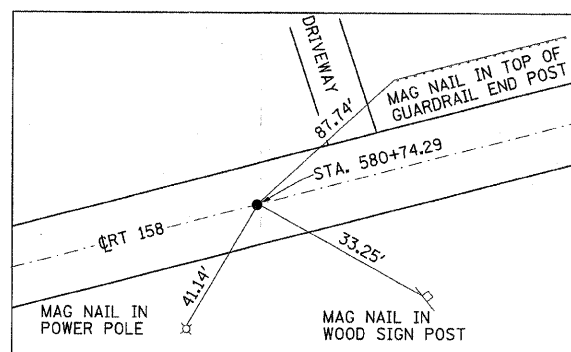 DRIVEWAY
MAG NAIL IN TOP OF
GUARDRAIL END POST
87.74'
STA. 580+74.29
℄RT 158
33.25'
41.14'
MAG NAIL IN
POWER POLE
MAG NAIL IN
WOOD SIGN POST